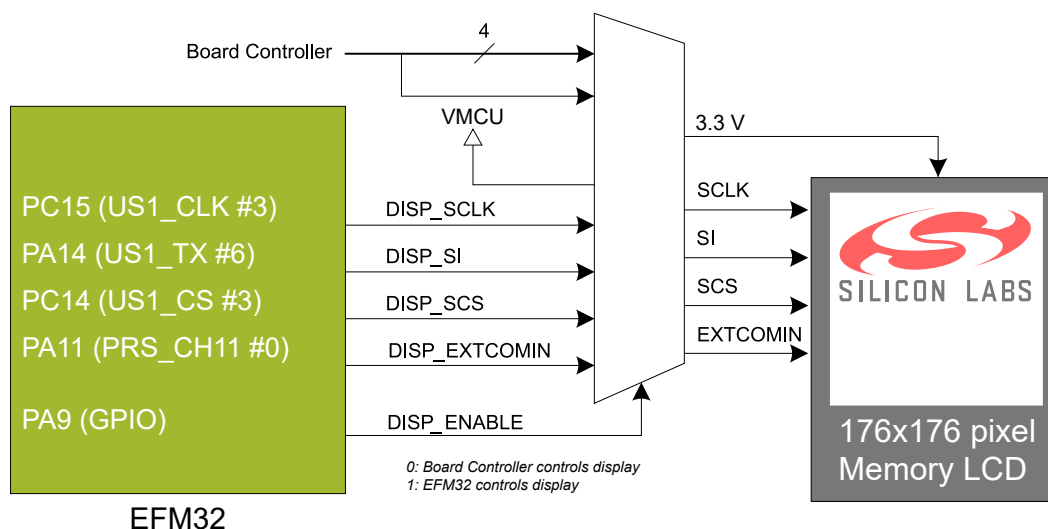 4
Board Controller
VMCU
3.3 V
PC15 (US1_CLK #3)
DISP_SCLK
SCLK
PA14 (US1_TX #6)
DISP_SI
SI
PC14 (US1_CS #3)
DISP_SCS
SCS
SILICON LABS
PA11 (PRS_CH11 #0)
DISP_EXTCOMIN
EXTCOMIN
PA9 (GPIO)
DISP_ENABLE
176x176 pixel
Memory LCD
0: Board Controller controls display
1: EFM32 controls display
EFM32